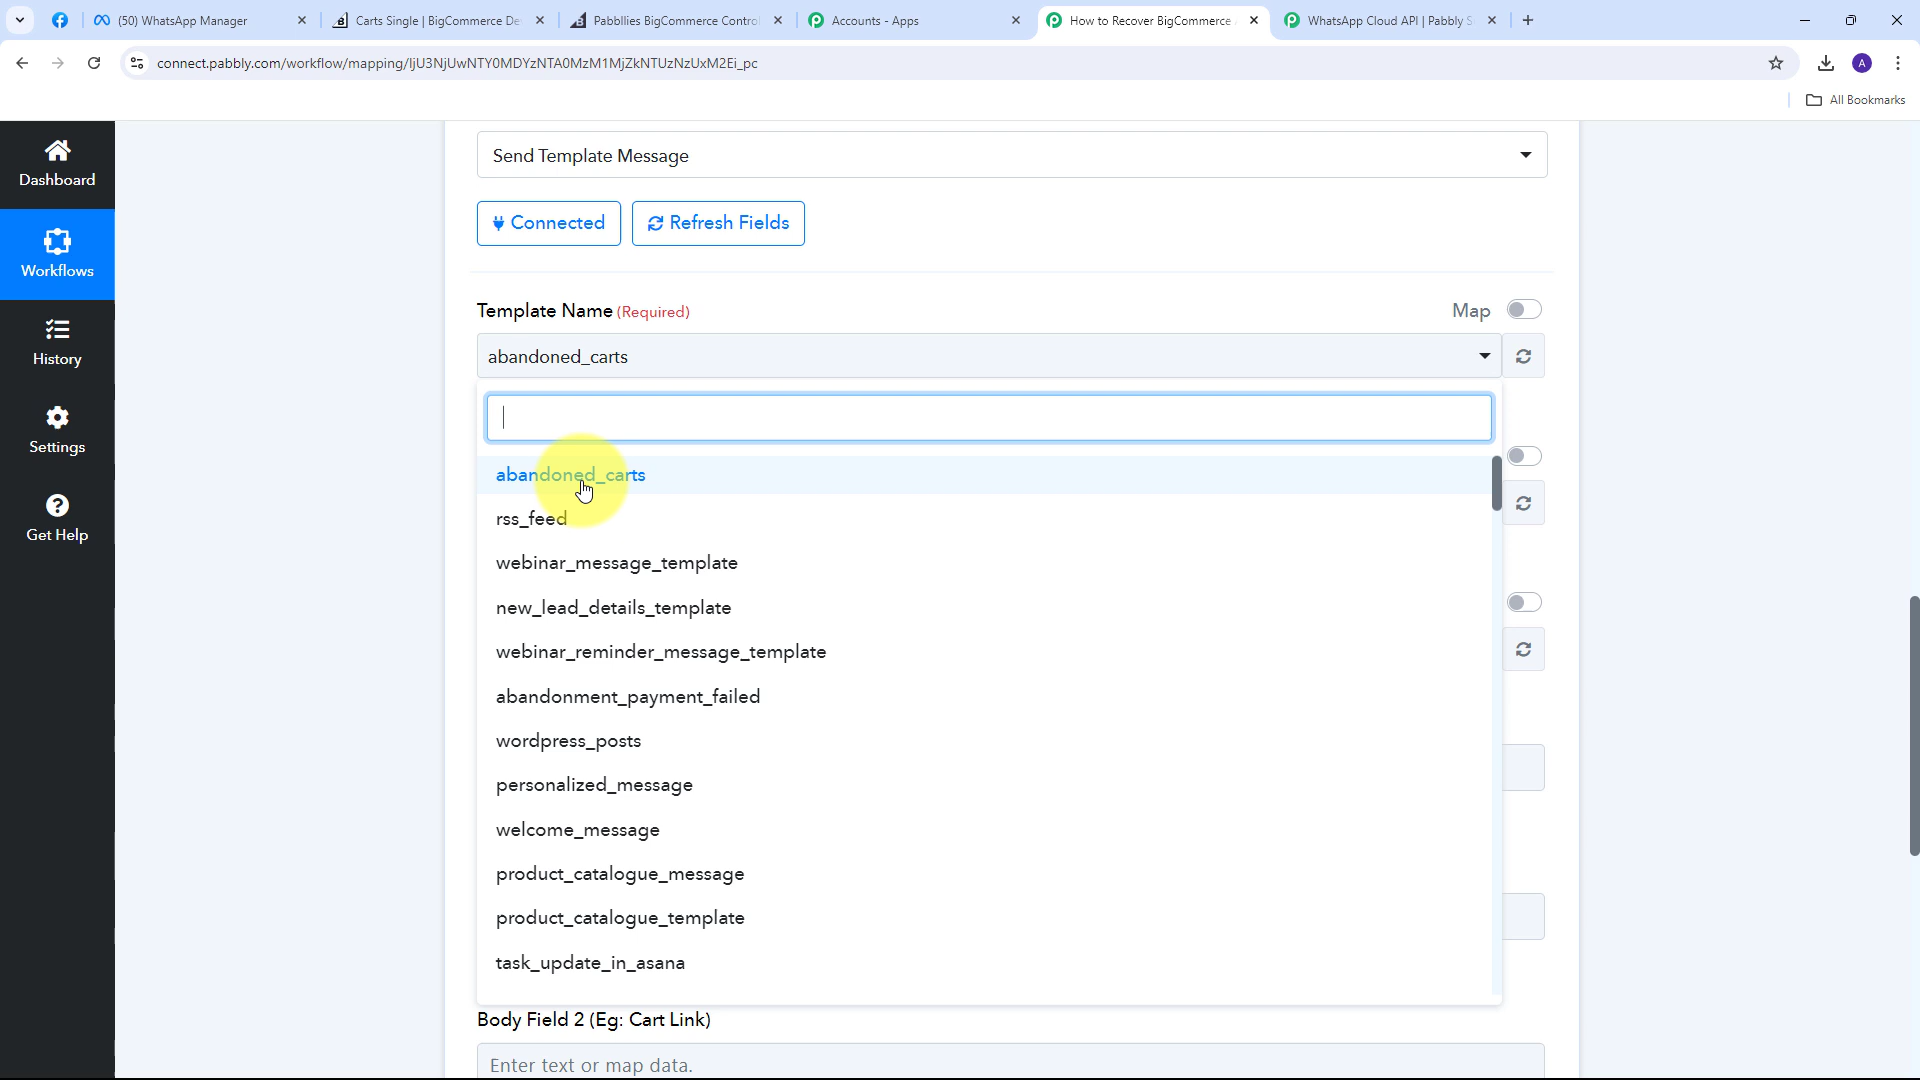 (50) WhatsApp Manager
Carts Single | BigCommerce De
Pabbllies BigCommerce Contro
Accounts - Apps
How to Recover BigCommerce
WhatsApp Cloud API | Pabbly S
connect.pabbly.com/workflow/mapping/IjU3NjUwNTY0MDYzNTA0MzM1MjZkNTUzNzUxM2Ei_pc
A
All Bookmarks
Dashboard
Workflows
History
Settings
Get Help
Send Template Message
Connected
Refresh Fields
Template Name (Required)
Map
abandoned_carts
abandoned_carts
rss_feed
webinar_message_template
new_lead_details_template
webinar_reminder_message_template
abandonment_payment_failed
wordpress_posts
personalized_message
welcome_message
product_catalogue_message
product_catalogue_template
task_update_in_asana
Body Field 2 (Eg: Cart Link)
Enter text or map data.